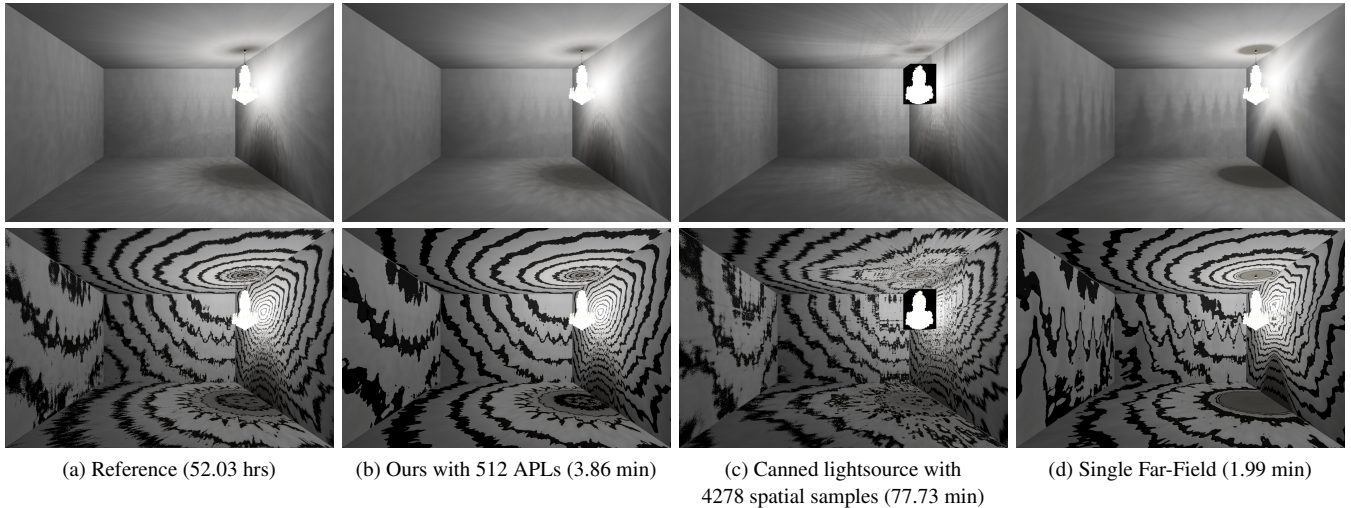 (a) Reference (52.03 hrs)
(b) Ours with 512 APLs (3.86 min)
(c) Canned lightsource with
4278 spatial samples (77.73 min)
(d) Single Far-Field (1.99 min)